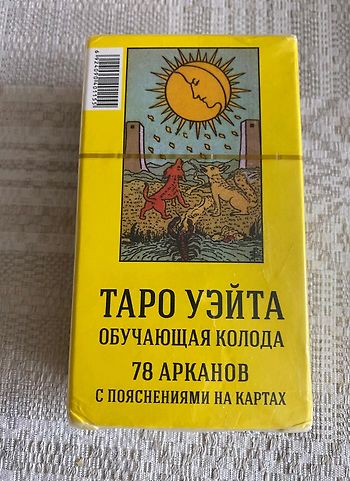 ТАРО УЭЙТА
ОБУЧАЮЩАЯ КОЛОДА
78 АРКАНОВ
С ПОЯСНЕНИЯМИ НА КАРТАХ